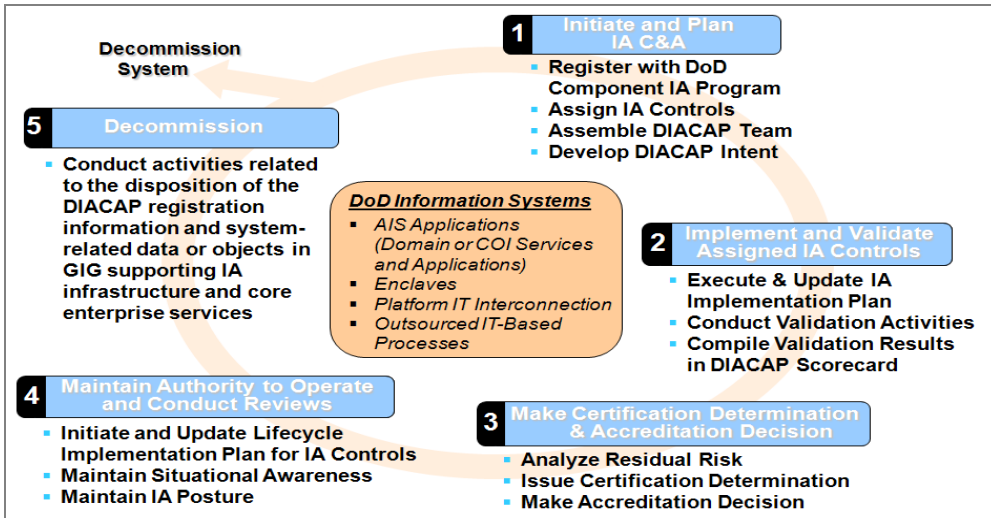 Decommission
System
1 Initiate and Plan
IA C&A
▪ Register with DoD
Component IA Program
▪ Assign IA Controls
▪ Assemble DIACAP Team
▪ Develop DIACAP Intent
5 Decommission
▪ Conduct activities related
to the disposition of the
DIACAP registration
information and system-
related data or objects in
GIG supporting IA
infrastructure and core
enterprise services
DoD Information Systems
▪ AIS Applications
(Domain or COI Services
and Applications)
▪ Enclaves
▪ Platform IT Interconnection
▪ Outsourced IT-Based
Processes
2 Implement and Validate
Assigned IA Controls
▪ Execute & Update IA
Implementation Plan
▪ Conduct Validation Activities
▪ Compile Validation Results
in DIACAP Scorecard
4 Maintain Authority to Operate
and Conduct Reviews
▪ Initiate and Update Lifecycle
Implementation Plan for IA Controls
▪ Maintain Situational Awareness
▪ Maintain IA Posture
3 Make Certification Determination
& Accreditation Decision
▪ Analyze Residual Risk
▪ Issue Certification Determination
▪ Make Accreditation Decision